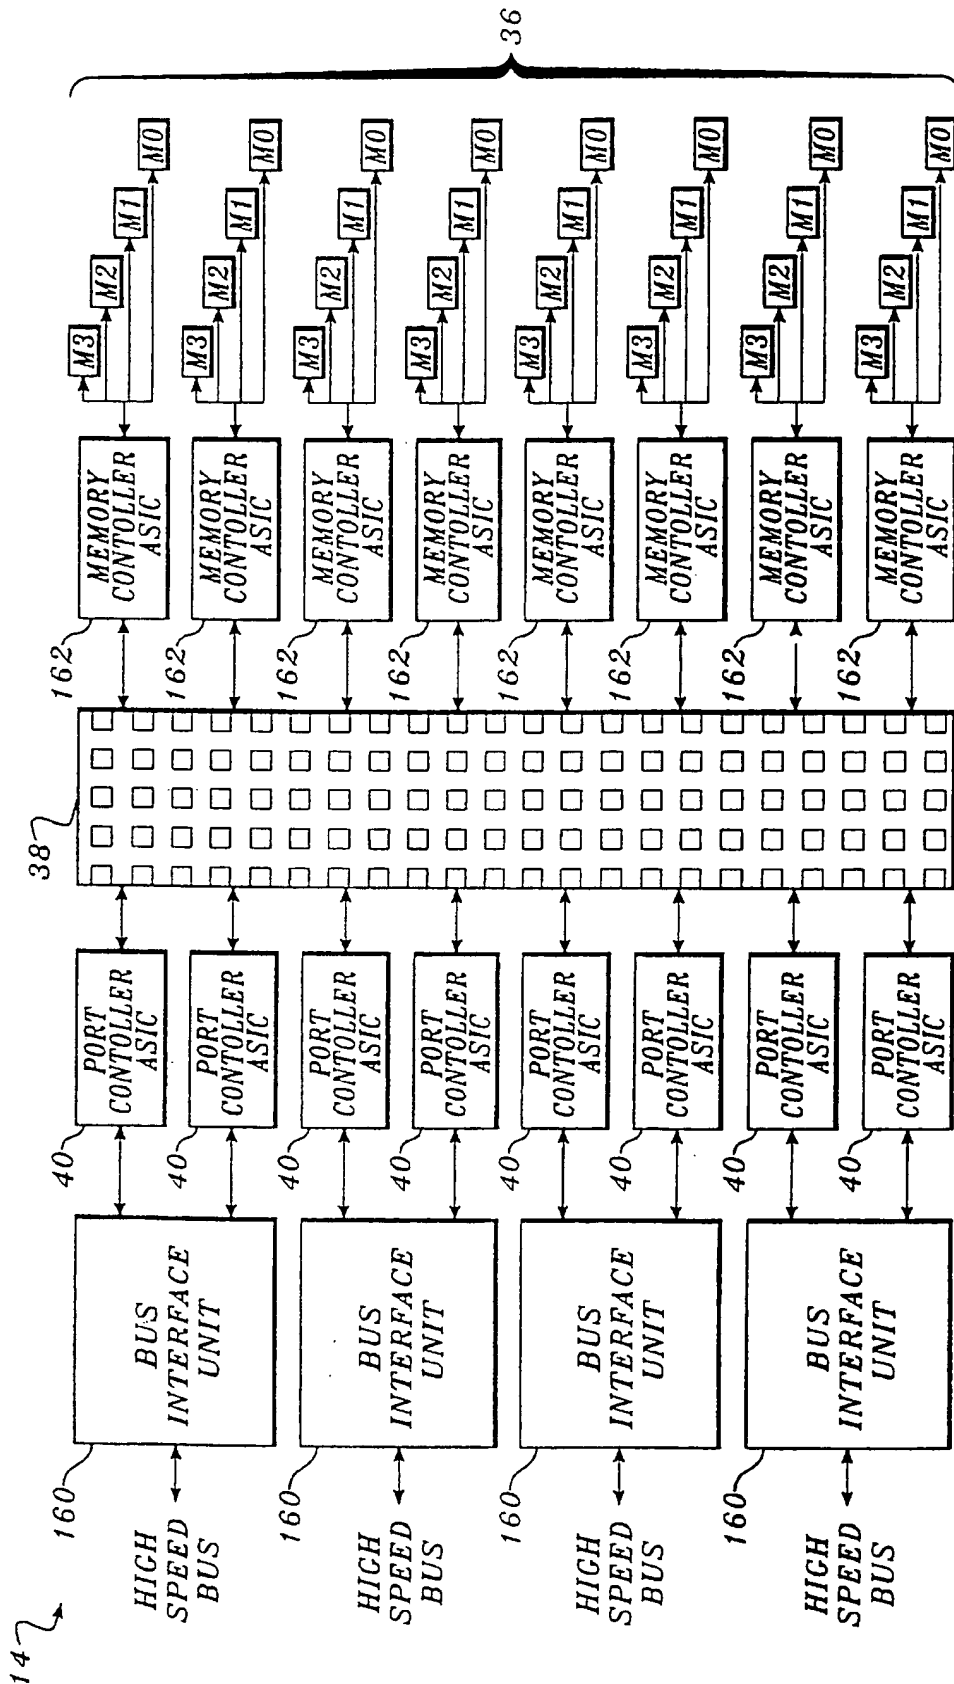 14
HIGH
SPEED
BUS
160
BUS
INTERFACE
UNIT
40
PORT
CONTOLLER
ASIC
40
PORT
CONTOLLER
ASIC
38
162
MEMORY
CONTOLLER
ASIC
M3
M2
M1
M0
162
MEMORY
CONTOLLER
ASIC
M3
M2
M1
M0
HIGH
SPEED
BUS
160
BUS
INTERFACE
UNIT
40
PORT
CONTOLLER
ASIC
40
PORT
CONTOLLER
ASIC
162
MEMORY
CONTOLLER
ASIC
M3
M2
M1
M0
162
MEMORY
CONTOLLER
ASIC
M3
M2
M1
M0
36
HIGH
SPEED
BUS
160
BUS
INTERFACE
UNIT
40
PORT
CONTOLLER
ASIC
40
PORT
CONTOLLER
ASIC
162
MEMORY
CONTOLLER
ASIC
M3
M2
M1
M0
162
MEMORY
CONTOLLER
ASIC
M3
M2
M1
M0
HIGH
SPEED
BUS
160
BUS
INTERFACE
UNIT
40
PORT
CONTOLLER
ASIC
40
PORT
CONTOLLER
ASIC
162
MEMORY
CONTOLLER
ASIC
M3
M2
M1
M0
162
MEMORY
CONTOLLER
ASIC
M3
M2
M1
M0